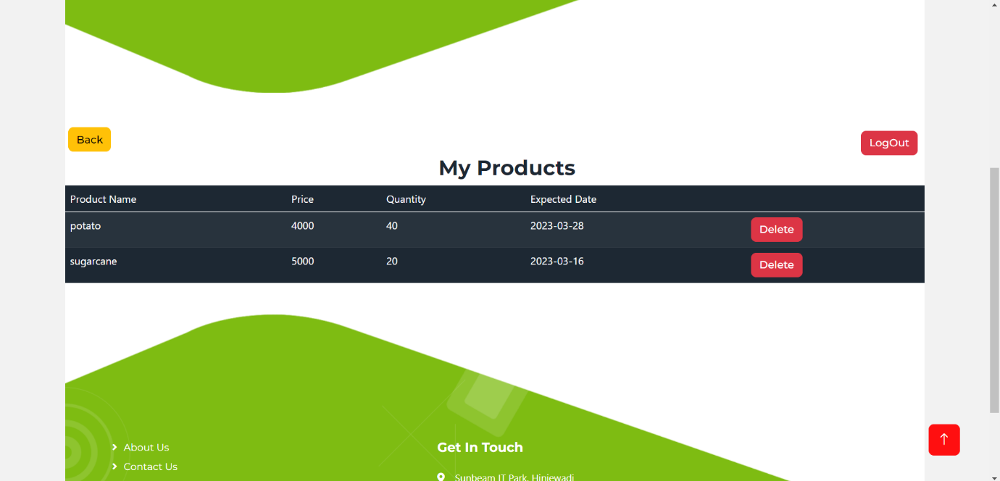 Back
LogOut
My Products
Product Name Price Quantity Expected Date
potato 4000 40 2023-03-28 Delete
sugarcane 5000 20 2023-03-16 Delete
About Us
Get In Touch
Contact Us
Sunbeam IT Park, Hinjewadi